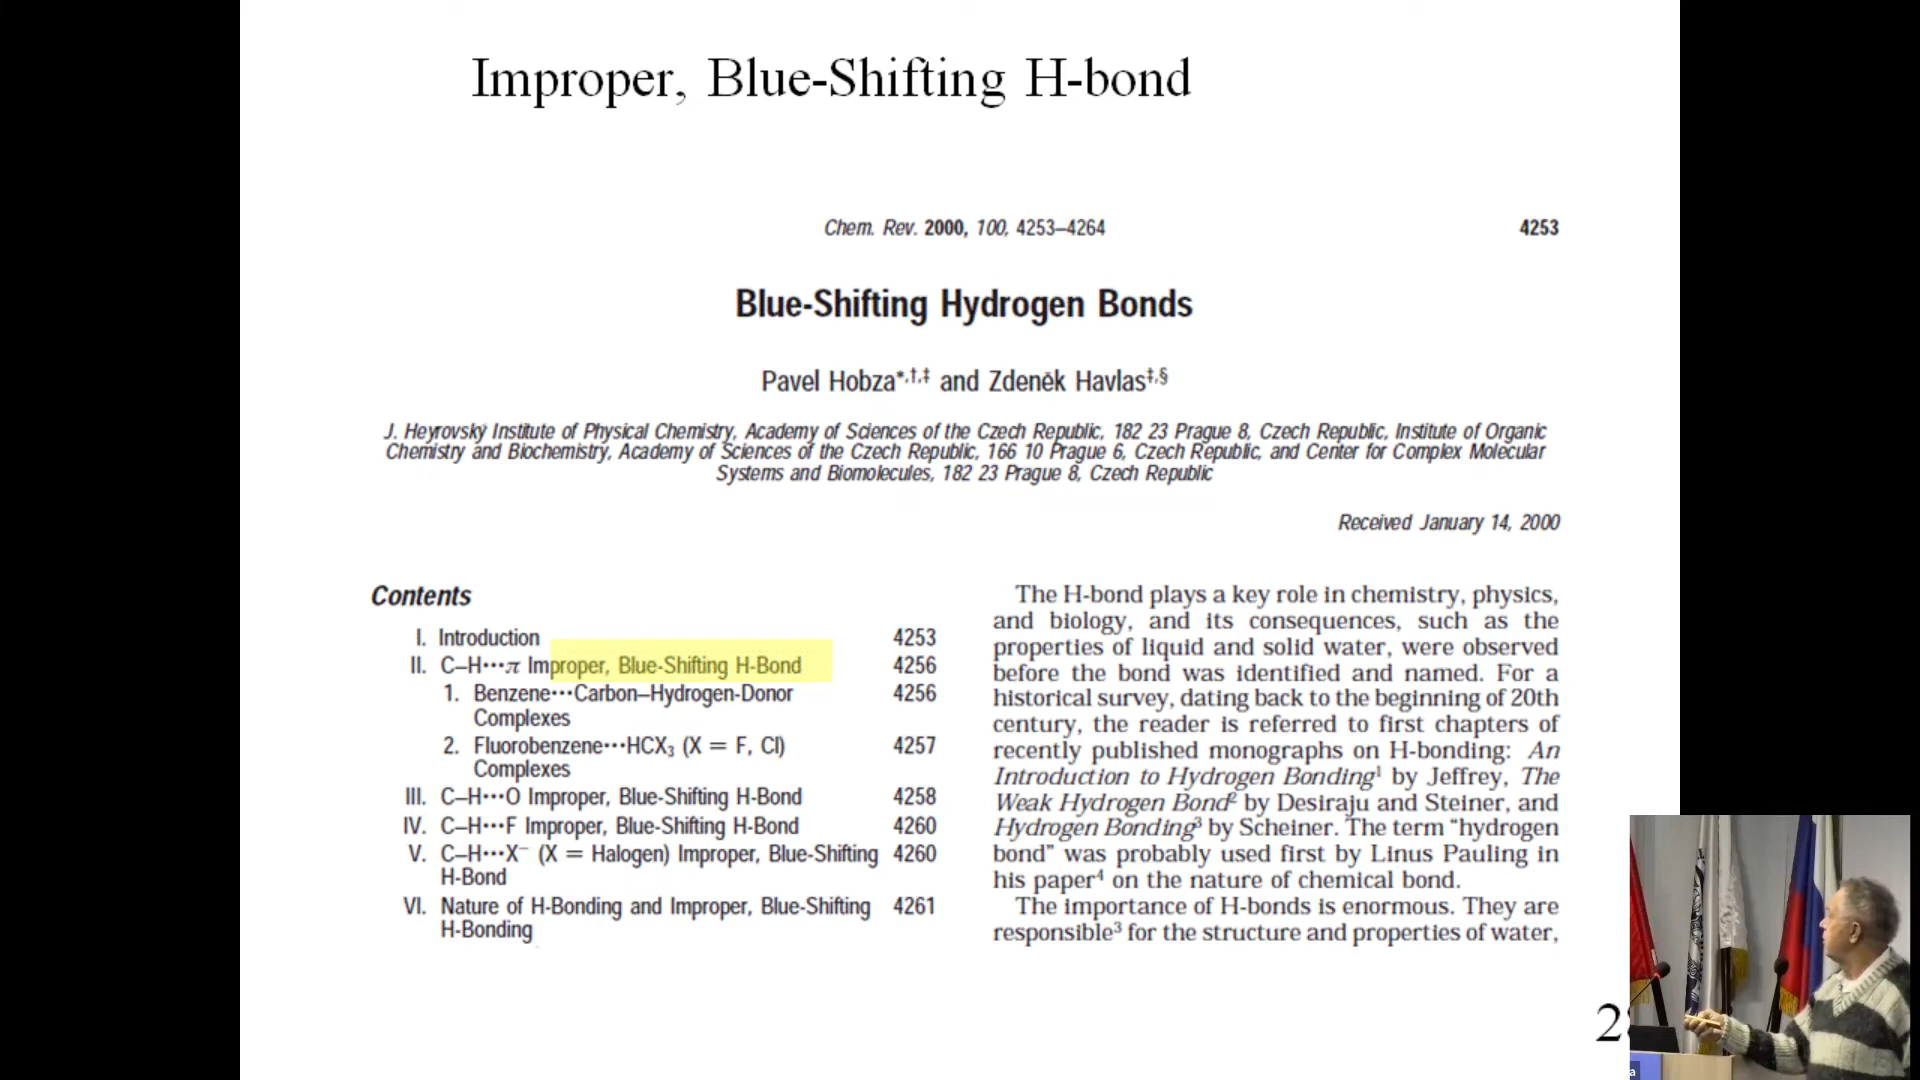 Improper, Blue-Shifting H-bond
Chem. Rev. 2000, 100, 4253–4264
4253
Blue-Shifting Hydrogen Bonds
Pavel Hobza*,†,‡ and Zdeněk Havlas‡,§
J. Heyrovský Institute of Physical Chemistry, Academy of Sciences of the Czech Republic, 182 23 Prague 8, Czech Republic, Institute of Organic
Chemistry and Biochemistry, Academy of Sciences of the Czech Republic, 166 10 Prague 6, Czech Republic, and Center for Complex Molecular
Systems and Biomolecules, 182 23 Prague 8, Czech Republic
Received January 14, 2000
Contents
I. Introduction 4253
II. C–H···π Improper, Blue-Shifting H-Bond 4256
1. Benzene···Carbon–Hydrogen-Donor 4256
Complexes
2. Fluorobenzene···HCX₃ (X = F, Cl) 4257
Complexes
III. C–H···O Improper, Blue-Shifting H-Bond 4258
IV. C–H···F Improper, Blue-Shifting H-Bond 4260
V. C–H···X⁻ (X = Halogen) Improper, Blue-Shifting 4260
H-Bond
VI. Nature of H-Bonding and Improper, Blue-Shifting 4261
H-Bonding
The H-bond plays a key role in chemistry, physics,
and biology, and its consequences, such as the
properties of liquid and solid water, were observed
before the bond was identified and named. For a
historical survey, dating back to the beginning of 20th
century, the reader is referred to first chapters of
recently published monographs on H-bonding: An
Introduction to Hydrogen Bonding¹ by Jeffrey, The
Weak Hydrogen Bond² by Desiraju and Steiner, and
Hydrogen Bonding³ by Scheiner. The term “hydrogen
bond” was probably used first by Linus Pauling in
his paper⁴ on the nature of chemical bond.
The importance of H-bonds is enormous. They are
responsible³ for the structure and properties of water,